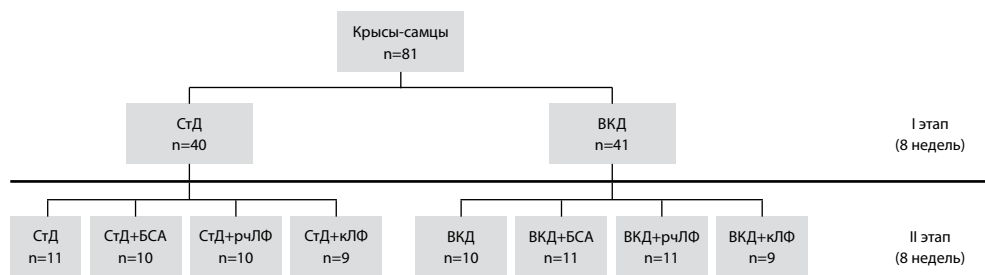 Крысы-самцы
n=81
СтД
n=40
ВКД
n=41
I этап
(8 недель)
СтД
n=11
СтД+БСА
n=10
СтД+рчЛФ
n=10
СтД+кЛФ
n=9
ВКД
n=10
ВКД+БСА
n=11
ВКД+рчЛФ
n=11
ВКД+кЛФ
n=9
II этап
(8 недель)